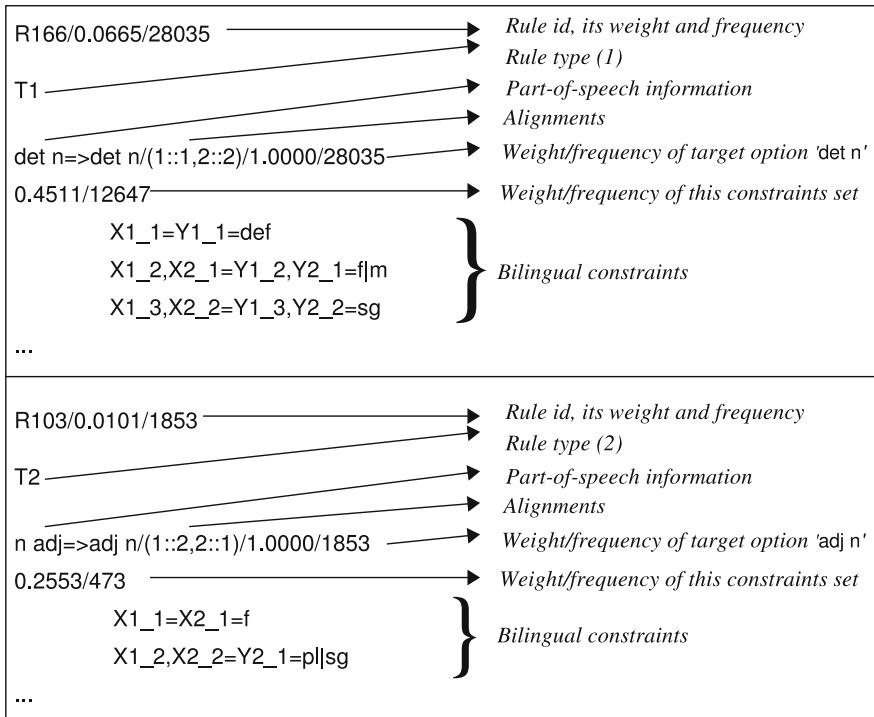 R166/0.0665/28035 Rule id, its weight and frequency
Rule type (1)
T1 Part-of-speech information
Alignments
det n=>det n/(1::1,2::2)/1.0000/28035 Weight/frequency of target option 'det n'
0.4511/12647 Weight/frequency of this constraints set
X1_1=Y1_1=def
X1_2,X2_1=Y1_2,Y2_1=f|m } Bilingual constraints
X1_3,X2_2=Y1_3,Y2_2=sg
...
R103/0.0101/1853 Rule id, its weight and frequency
Rule type (2)
T2 Part-of-speech information
Alignments
n adj=>adj n/(1::2,2::1)/1.0000/1853 Weight/frequency of target option 'adj n'
0.2553/473 Weight/frequency of this constraints set
X1_1=X2_1=f
} Bilingual constraints
X1_2,X2_2=Y2_1=pl|sg
...